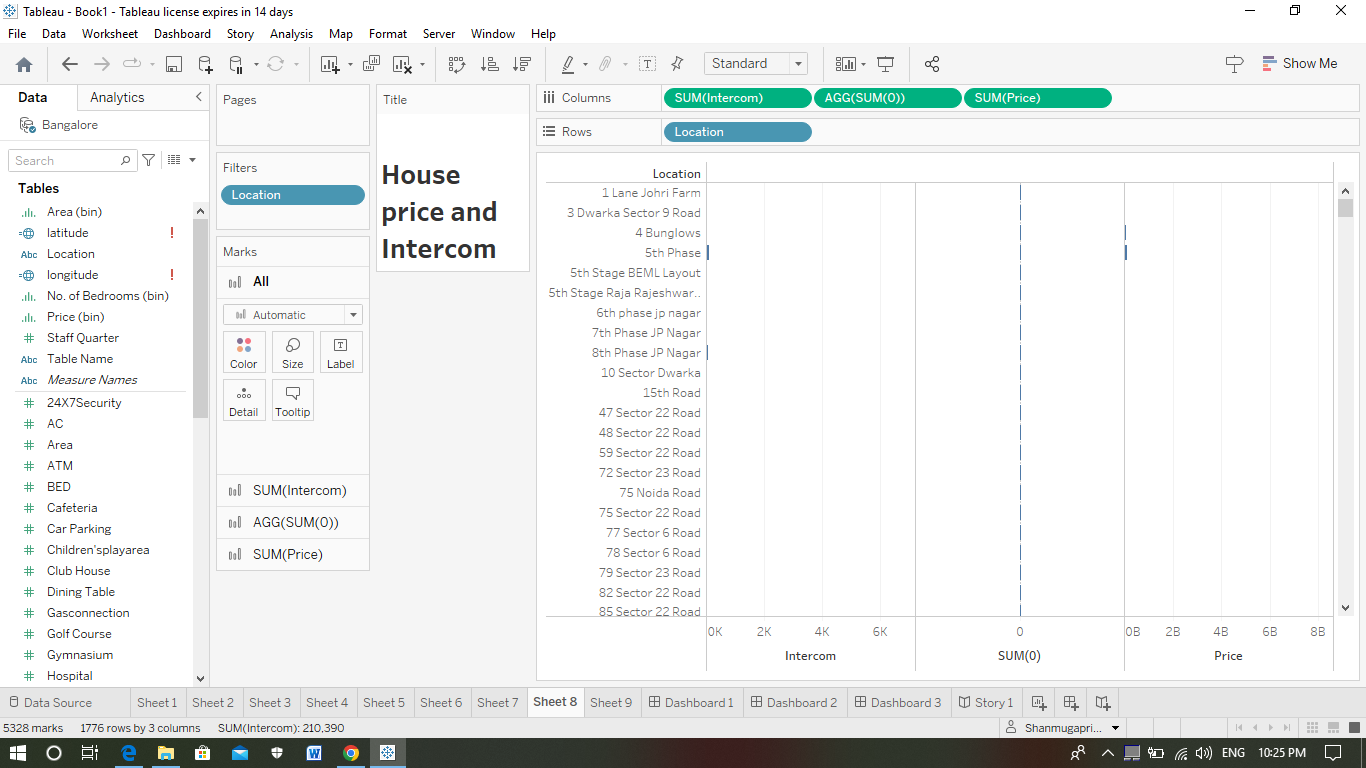 Tableau - Book1 - Tableau license expires in 14 days
File Data Worksheet Dashboard Story Analysis Map Format Server Window Help
Standard
Show Me
Data Analytics
Bangalore
Search
Tables
Area (bin)
latitude !
Abc Location
longitude !
No. of Bedrooms (bin)
Price (bin)
# Staff Quarter
Abc Table Name
Abc Measure Names
# 24X7Security
# AC
# Area
# ATM
# BED
# Cafeteria
# Car Parking
# Children'splayarea
# Club House
# Dining Table
# Gasconnection
# Golf Course
# Gymnasium
# Hospital
Pages
Filters
Location
Marks
All
Automatic
Color Size Label
Detail Tooltip
SUM(Intercom)
AGG(SUM(0))
SUM(Price)
Title
House
price and
Intercom
Columns SUM(Intercom) AGG(SUM(0)) SUM(Price)
Rows Location
Location
1 Lane Johri Farm
3 Dwarka Sector 9 Road
4 Bunglows
5th Phase
5th Stage BEML Layout
5th Stage Raja Rajeshwar..
6th phase jp nagar
7th Phase JP Nagar
8th Phase JP Nagar
10 Sector Dwarka
15th Road
47 Sector 22 Road
48 Sector 22 Road
59 Sector 22 Road
72 Sector 23 Road
75 Noida Road
75 Sector 22 Road
77 Sector 6 Road
78 Sector 6 Road
79 Sector 23 Road
82 Sector 22 Road
85 Sector 22 Road
0K 2K 4K 6K 0 0B 2B 4B 6B 8B
Intercom SUM(0) Price
Data Source Sheet 1 Sheet 2 Sheet 3 Sheet 4 Sheet 5 Sheet 6 Sheet 7 Sheet 8 Sheet 9 Dashboard 1 Dashboard 2 Dashboard 3 Story 1
5328 marks 1776 rows by 3 columns SUM(Intercom): 210,390 Shanmugapri...
ENG 10:25 PM